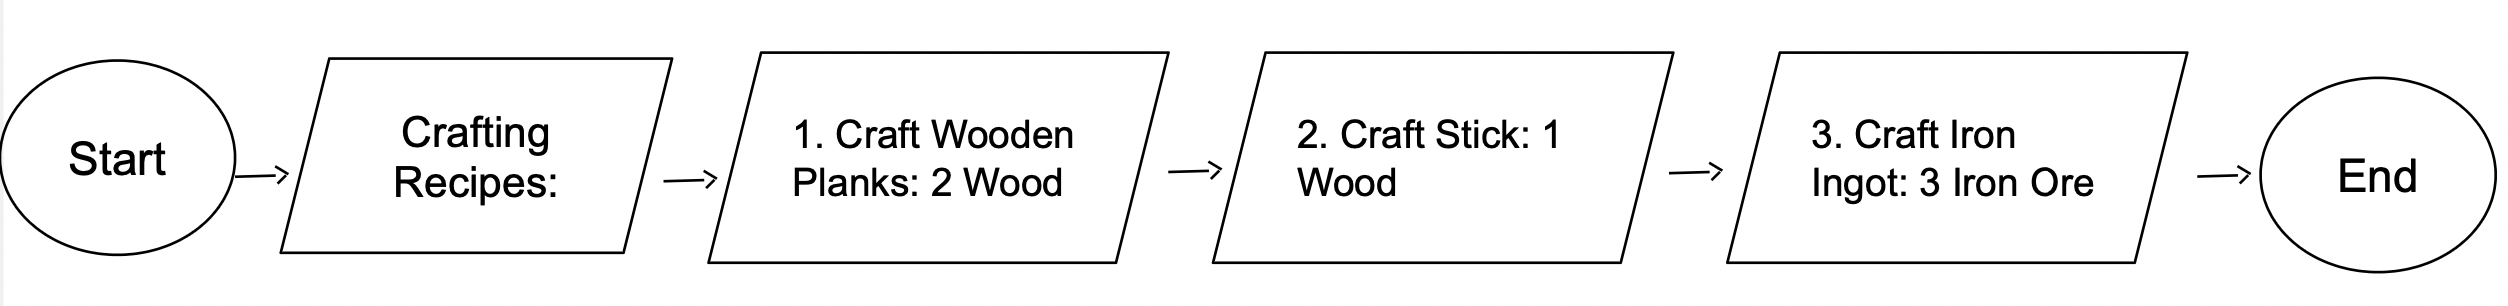 Start
Crafting
Recipes:
1. Craft Wooden
Planks: 2 Wood
2. Craft Stick: 1
Wood
3. Craft Iron
Ingot: 3 Iron Ore
End